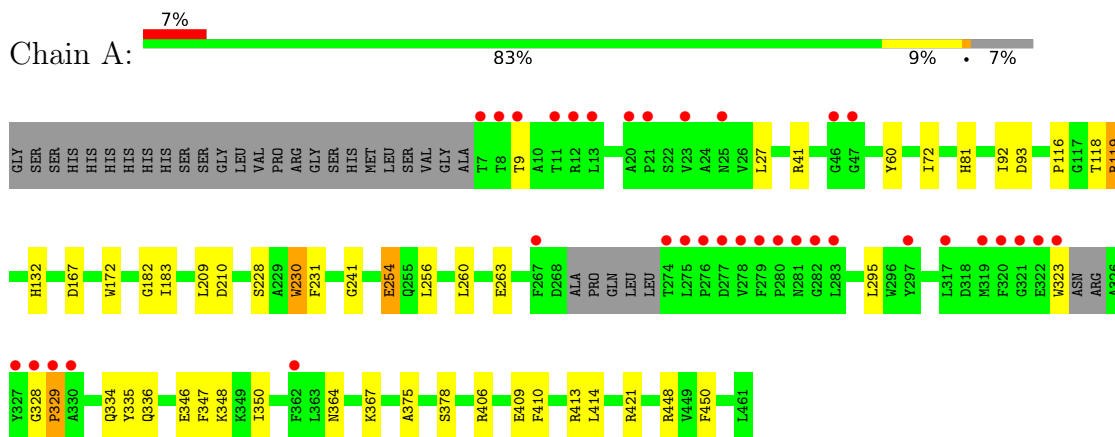 7%
Chain A:
83% 9% • 7%
GLY SER SER HIS HIS HIS HIS HIS HIS SER SER GLY LEU VAL PRO ARG GLY SER HIS MET LEU SER VAL GLY ALA T7 T8 T9 A10 T11 R12 L13 A20 P21 S22 V23 A24 N25 V26 L27 R41 G46 G47 Y60 I72 H81 I92 D93 P116 G117 T118 R119
H132 D167 W172 G182 I183 L209 D210 S228 A229 W230 F231 G241 E254 Q255 L256 L260 E263 F267 D268 ALA PRO GLN LEU LEU T274 L275 P276 D277 V278 F279 P280 N281 G282 L283 L295 W296 Y297 L317 D318 M319 F320 G321 E322 W323 ASN ARG A326
Y327 G328 P329 A330 Q334 Y335 Q336 E346 F347 K348 K349 I350 F362 L363 N364 K367 A375 S378 R406 E409 F410 R413 L414 R421 R448 V449 F450 L461